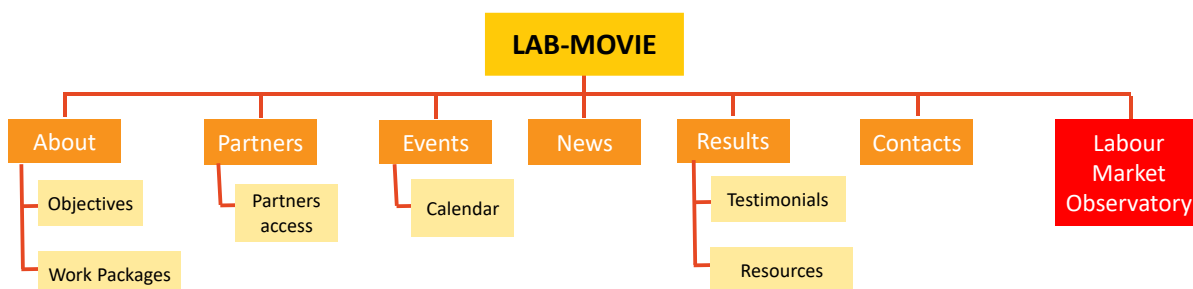 LAB-MOVIE
About
Partners
Events
News
Results
Contacts
Labour
Market
Observatory
Objectives
Work Packages
Partners
access
Calendar
Testimonials
Resources